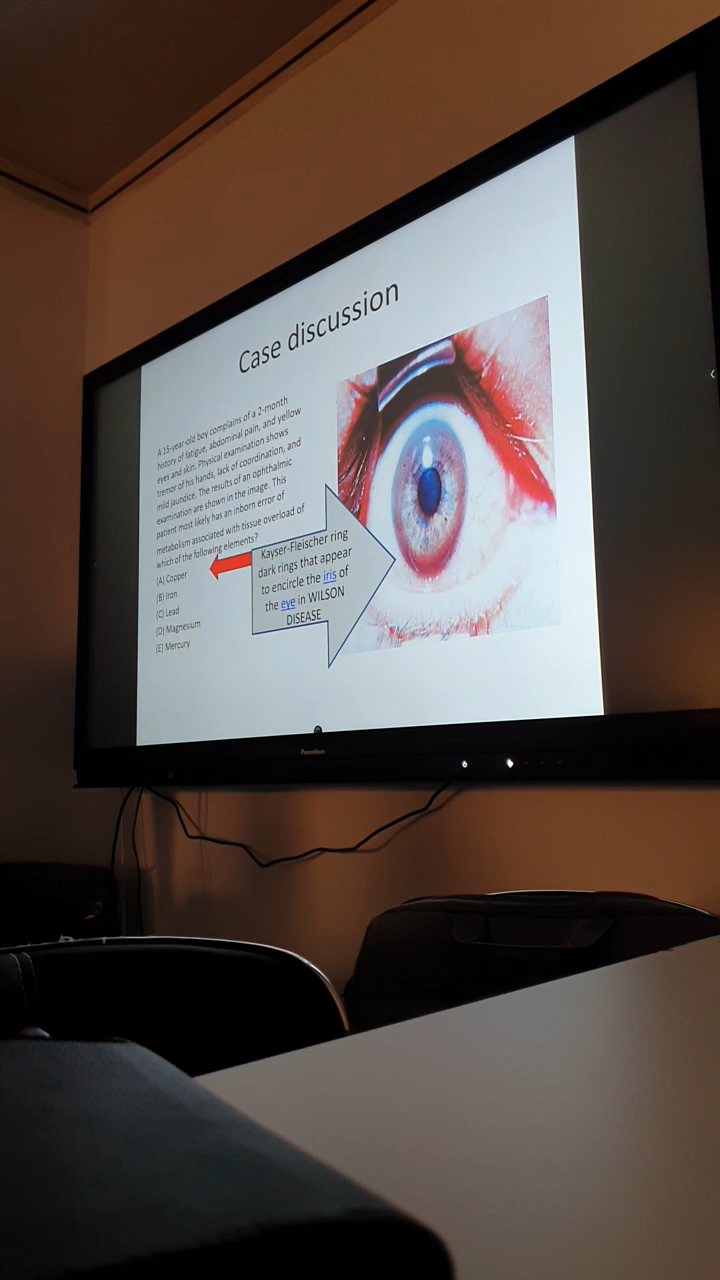 Case discussion
A 15-year-old boy complains of a 2-month
history of fatigue, abdominal pain, and yellow
eyes and skin. Physical examination shows
tremor of his hands, lack of coordination, and
mild jaundice. The results of an ophthalmic
examination are shown in the image. This
patient most likely has an inborn error of
metabolism associated with tissue overload of
which of the following elements?
(A) Copper
(B) Iron
(C) Lead
(D) Magnesium
(E) Mercury
Kayser-Fleischer ring
dark rings that appear
to encircle the iris of
the eye in WILSON
DISEASE